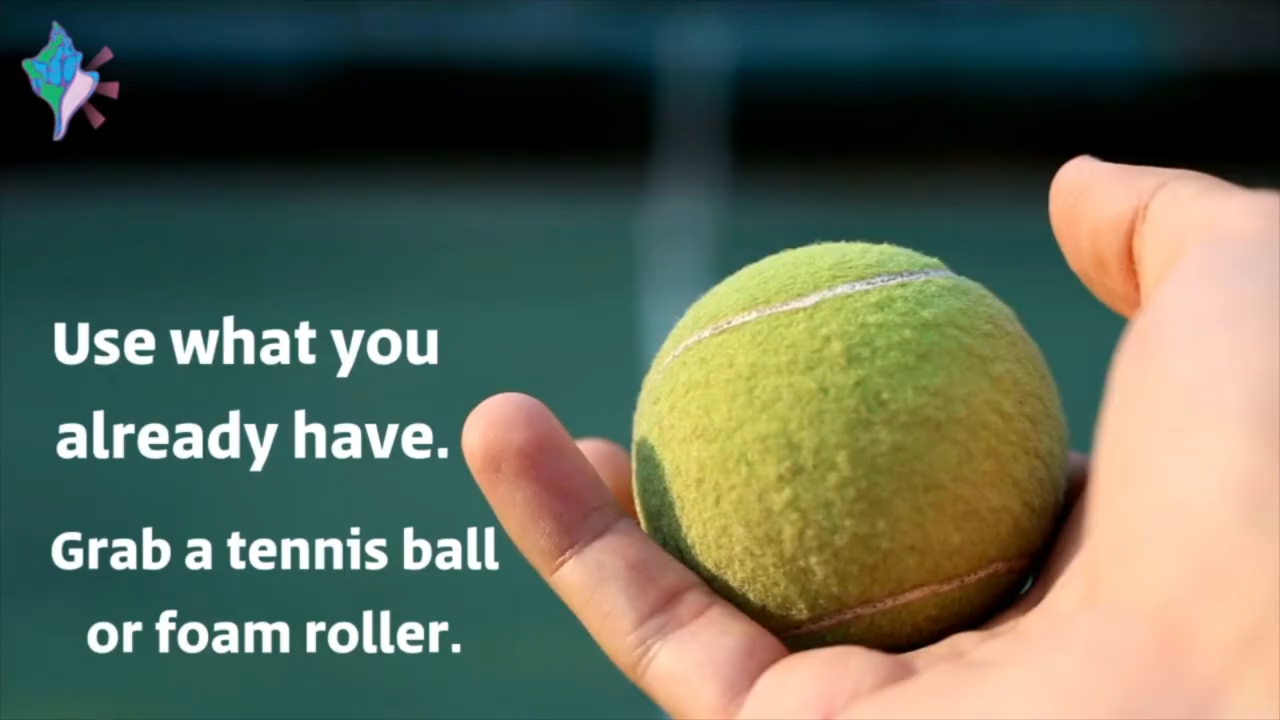 Use what you
already have.
Grab a tennis ball
or foam roller.